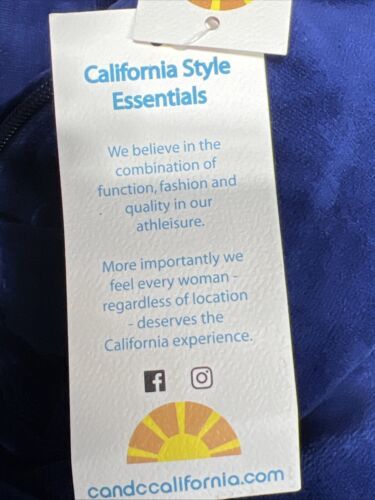 California Style
Essentials
We believe in the
combination of
function, fashion and
quality in our
athleisure.
More importantly we
feel every woman -
regardless of location
- deserves the
California experience.
candccalifornia.com